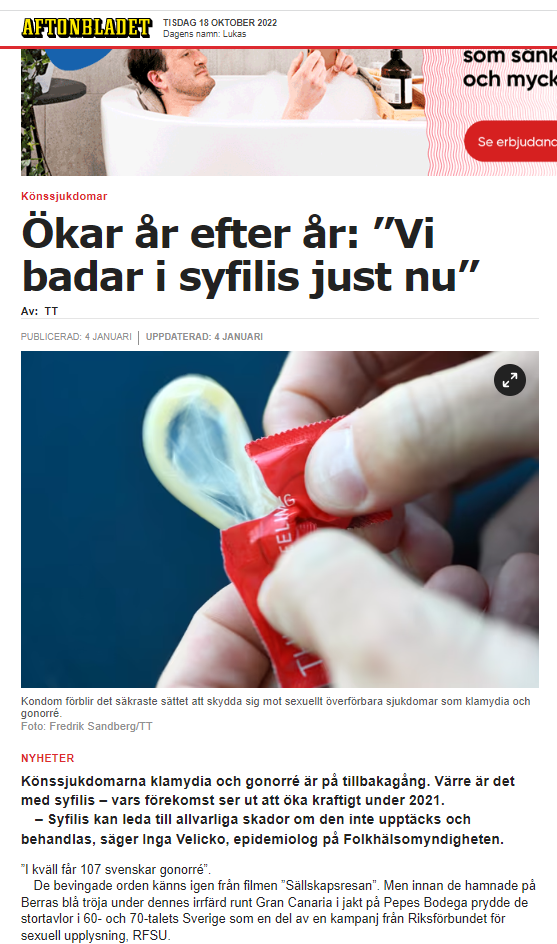 AFTONBLADET
TISDAG 18 OKTOBER 2022
Dagens namn: Lukas
som sänk
och myck
Se erbjudand
Könssjukdomar
Ökar år efter år: ”Vi
badar i syfilis just nu”
Av: TT
PUBLICERAD: 4 JANUARI
UPPDATERAD: 4 JANUARI
FEELING
TH
Kondom förblir det säkraste sättet att skydda sig mot sexuellt överförbara sjukdomar som klamydia och
gonorré.
Foto: Fredrik Sandberg/TT
NYHETER
Könssjukdomarna klamydia och gonorré är på tillbakagång. Värre är det
med syfilis – vars förekomst ser ut att öka kraftigt under 2021.
– Syfilis kan leda till allvarliga skador om den inte upptäcks och
behandlas, säger Inga Velicko, epidemiolog på Folkhälsomyndigheten.
”I kväll får 107 svenskar gonorré”.
De bevingade orden känns igen från filmen ”Sällskapsresan”. Men innan de hamnade på
Berras blå tröja under dennes irrfärd runt Gran Canaria i jakt på Pepes Bodega prydde de
stortavlor i 60- och 70-talets Sverige som en del av en kampanj från Riksförbundet för
sexuell upplysning, RFSU.